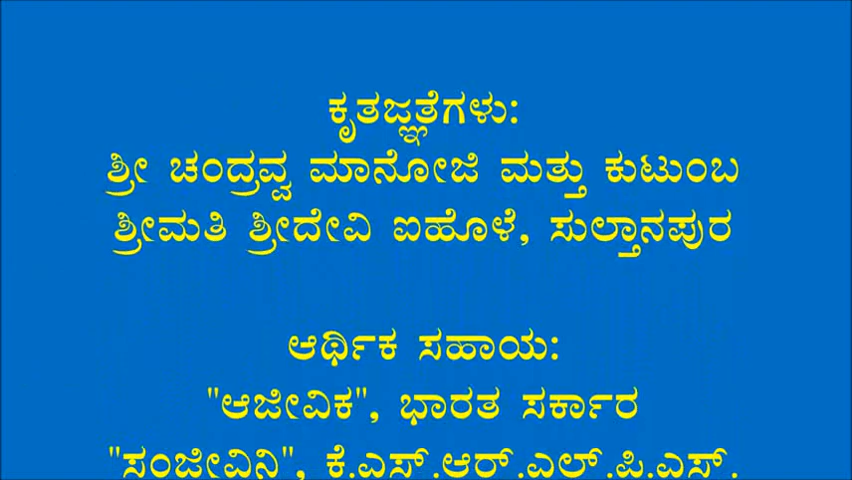 ಕೃತಜ್ಞತೆಗಳು:
ಶ್ರೀ ಚಂದ್ರವ್ವ ಮಾನೋಜಿ ಮತ್ತು ಕುಟುಂಬ
ಶ್ರೀಮತಿ ಶ್ರೀದೇವಿ ಐಹೊಳೆ, ಸುಲ್ತಾನಪುರ
ಆರ್ಥಿಕ ಸಹಾಯ:
"ಆಜೀವಿಕ", ಭಾರತ ಸರ್ಕಾರ
"ಸಂಜೀವಿನಿ", ಕೆ.ಎಸ್.ಆರ್.ಎಲ್.ಪಿ.ಎಸ್.